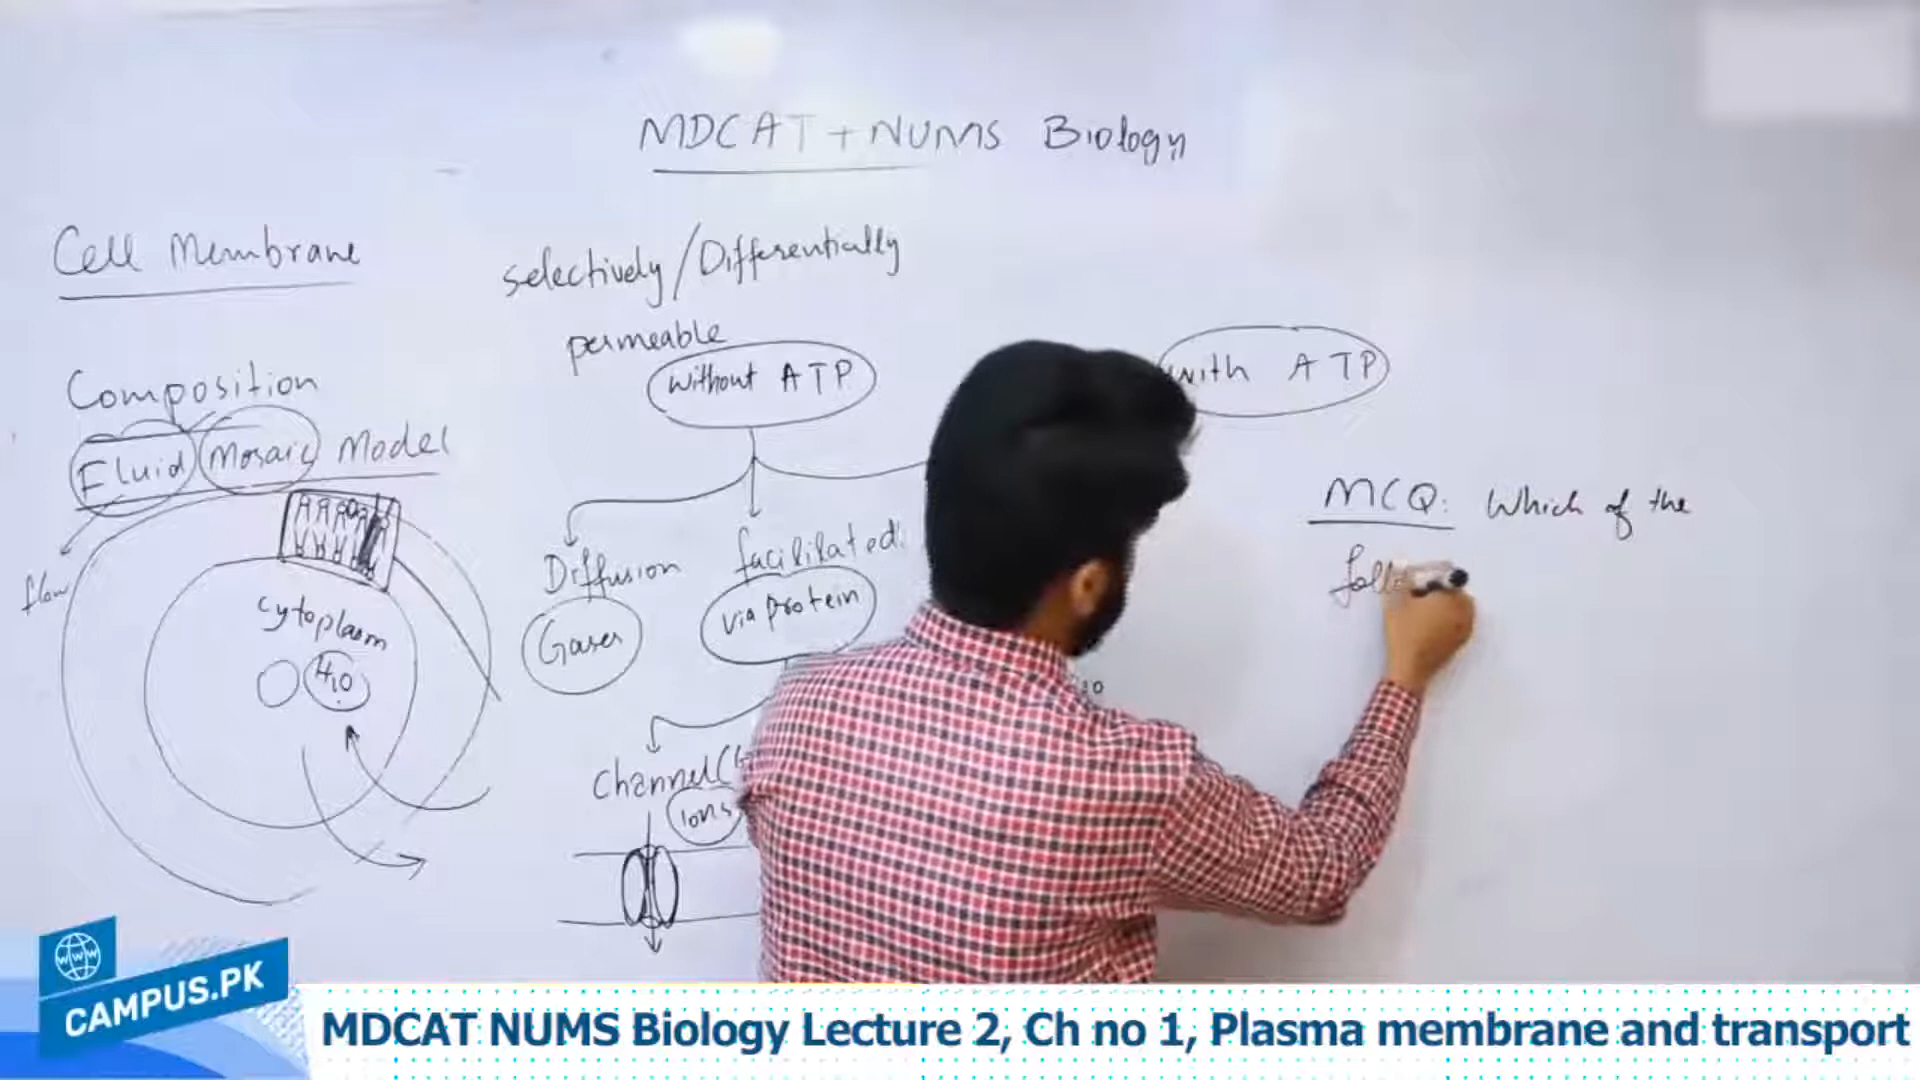 MDCAT + NUMS Biology
Cell Membrane
Composition
Fluid Mosaic Model
flow
cytoplasm
H2O
selectively/Differentially
permeable
without ATP
Diffusion
Gases
facilitated
via protein
Channel
Ions
with ATP
MCQ: Which of the
WWW
CAMPUS.PK
MDCAT NUMS Biology Lecture 2, Ch no 1, Plasma membrane and transport